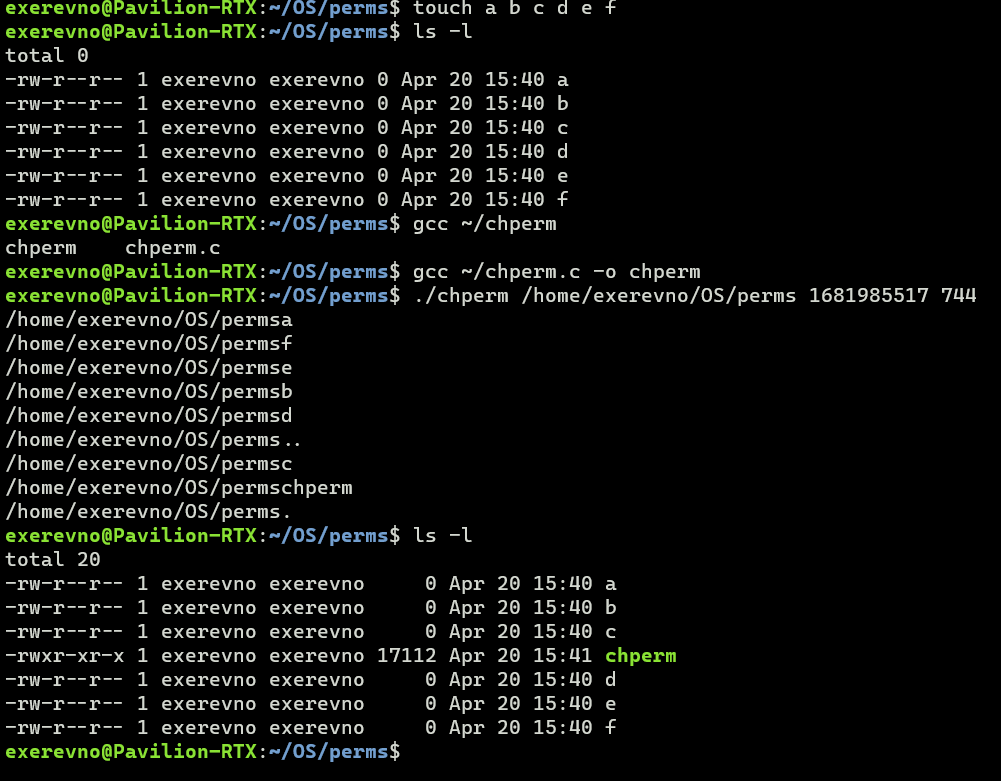 exerevno@Pavilion-RTX:~/OS/perms$ touch a b c d e f
exerevno@Pavilion-RTX:~/OS/perms$ ls -l
total 0
-rw-r--r-- 1 exerevno exerevno 0 Apr 20 15:40 a
-rw-r--r-- 1 exerevno exerevno 0 Apr 20 15:40 b
-rw-r--r-- 1 exerevno exerevno 0 Apr 20 15:40 c
-rw-r--r-- 1 exerevno exerevno 0 Apr 20 15:40 d
-rw-r--r-- 1 exerevno exerevno 0 Apr 20 15:40 e
-rw-r--r-- 1 exerevno exerevno 0 Apr 20 15:40 f
exerevno@Pavilion-RTX:~/OS/perms$ gcc ~/chperm
chperm    chperm.c
exerevno@Pavilion-RTX:~/OS/perms$ gcc ~/chperm.c -o chperm
exerevno@Pavilion-RTX:~/OS/perms$ ./chperm /home/exerevno/OS/perms 1681985517 744
/home/exerevno/OS/permsa
/home/exerevno/OS/permsf
/home/exerevno/OS/permse
/home/exerevno/OS/permsb
/home/exerevno/OS/permsd
/home/exerevno/OS/perms..
/home/exerevno/OS/permsc
/home/exerevno/OS/permschperm
/home/exerevno/OS/perms.
exerevno@Pavilion-RTX:~/OS/perms$ ls -l
total 20
-rw-r--r-- 1 exerevno exerevno     0 Apr 20 15:40 a
-rw-r--r-- 1 exerevno exerevno     0 Apr 20 15:40 b
-rw-r--r-- 1 exerevno exerevno     0 Apr 20 15:40 c
-rwxr-xr-x 1 exerevno exerevno 17112 Apr 20 15:41 chperm
-rw-r--r-- 1 exerevno exerevno     0 Apr 20 15:40 d
-rw-r--r-- 1 exerevno exerevno     0 Apr 20 15:40 e
-rw-r--r-- 1 exerevno exerevno     0 Apr 20 15:40 f
exerevno@Pavilion-RTX:~/OS/perms$